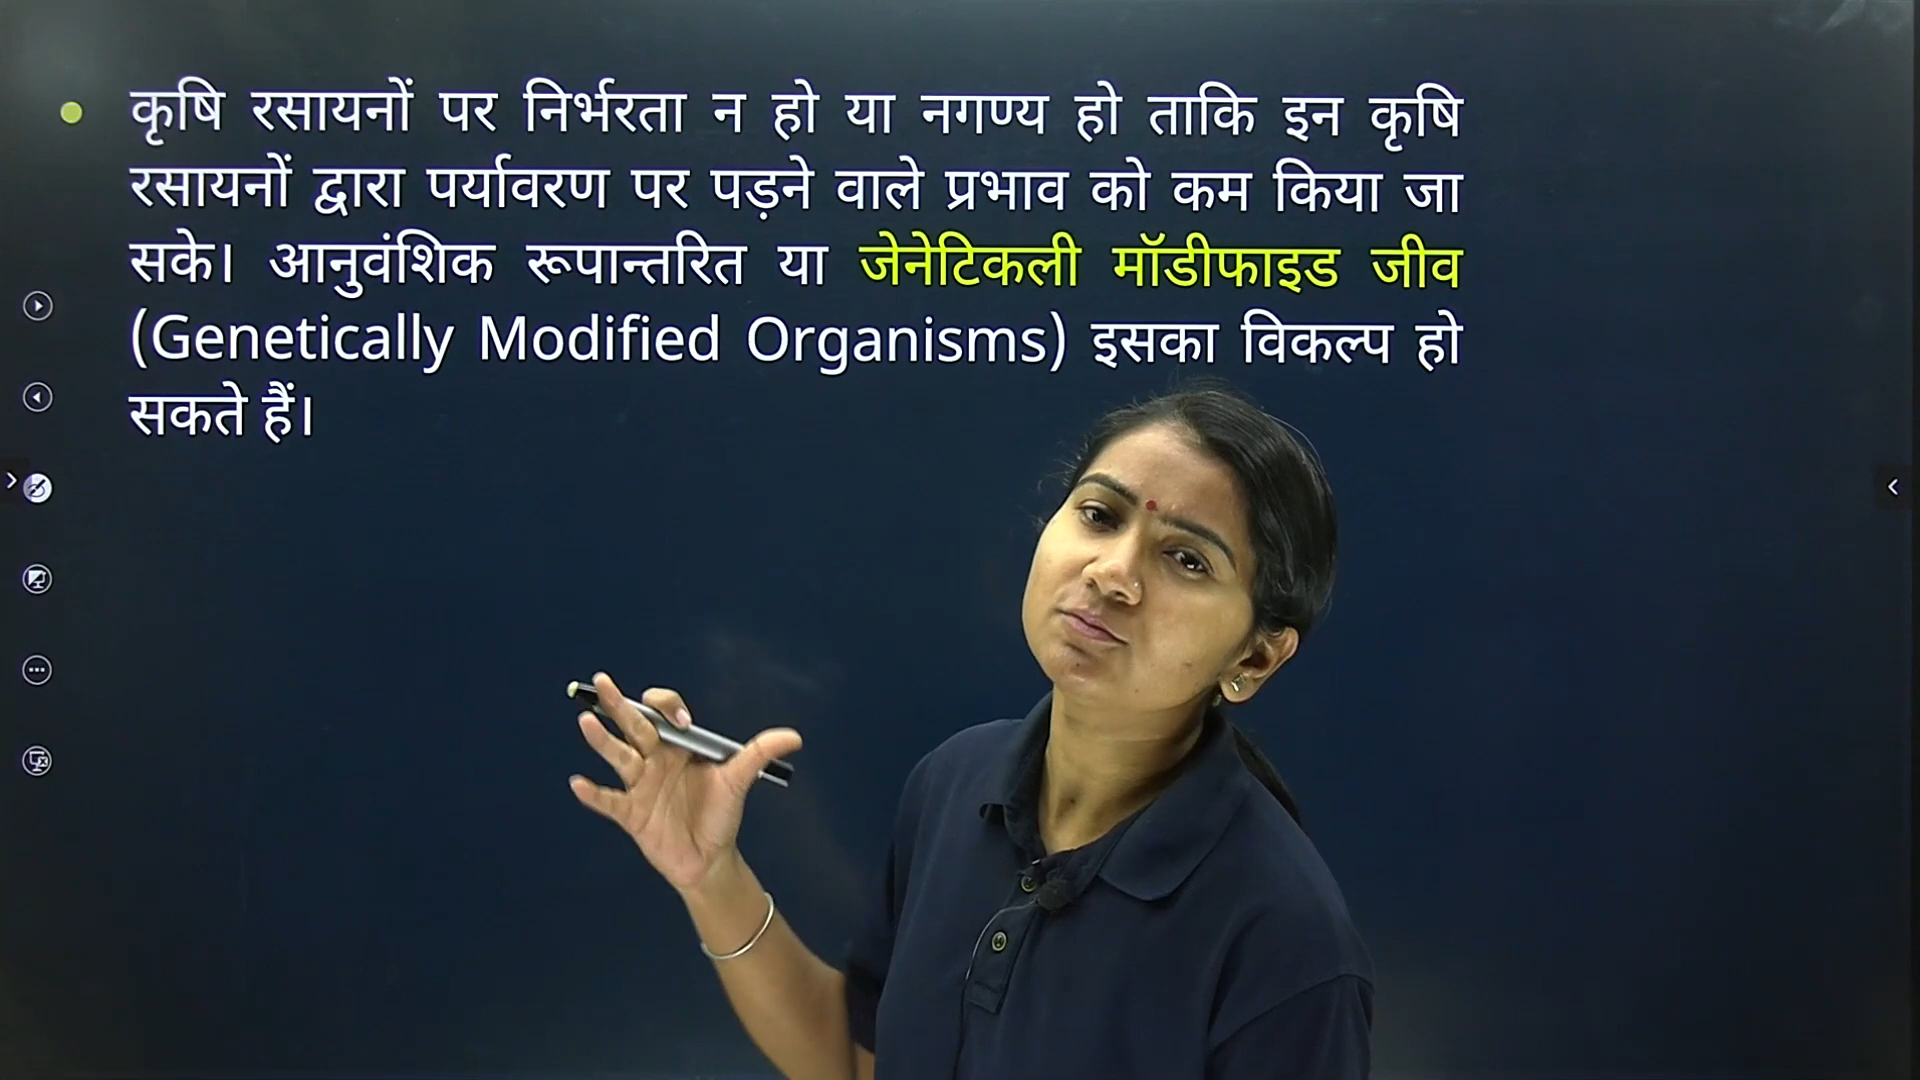 कृषि रसायनों पर निर्भरता न हो या नगण्य हो ताकि इन कृषि
रसायनों द्वारा पर्यावरण पर पड़ने वाले प्रभाव को कम किया जा
सके। आनुवंशिक रूपान्तरित या जेनेटिकली मॉडीफाइड जीव
(Genetically Modified Organisms) इसका विकल्प हो
सकते हैं।